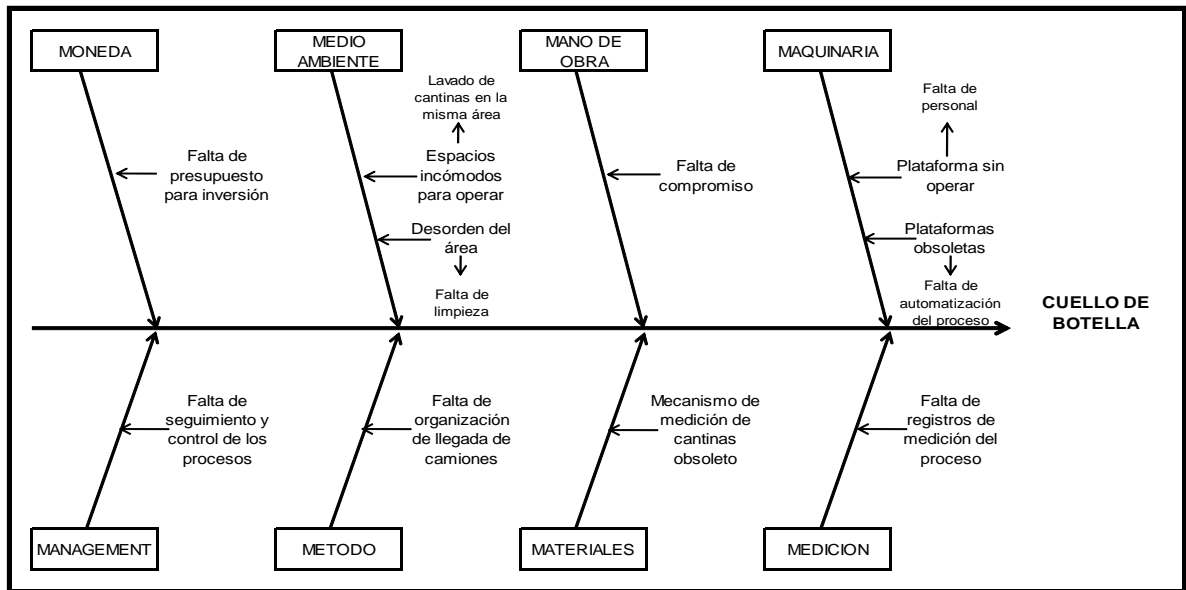 MONEDA
MEDIO
AMBIENTE
MANO DE
OBRA
MAQUINARIA
Falta de
presupuesto
para inversión
Lavado de
cantinas en la
misma área
Espacios
incómodos
para operar
Desorden del
área
Falta de
limpieza
Falta de
compromiso
Falta de
personal
Plataforma sin
operar
Plataformas
obsoletas
Falta de
automatización
del proceso
CUELLO DE
BOTELLA
Falta de
seguimiento y
control de los
procesos
Falta de
organización
de llegada de
camiones
Mecanismo de
medición de
cantinas
obsoleto
Falta de
registros de
medición del
proceso
MANAGEMENT
METODO
MATERIALES
MEDICION